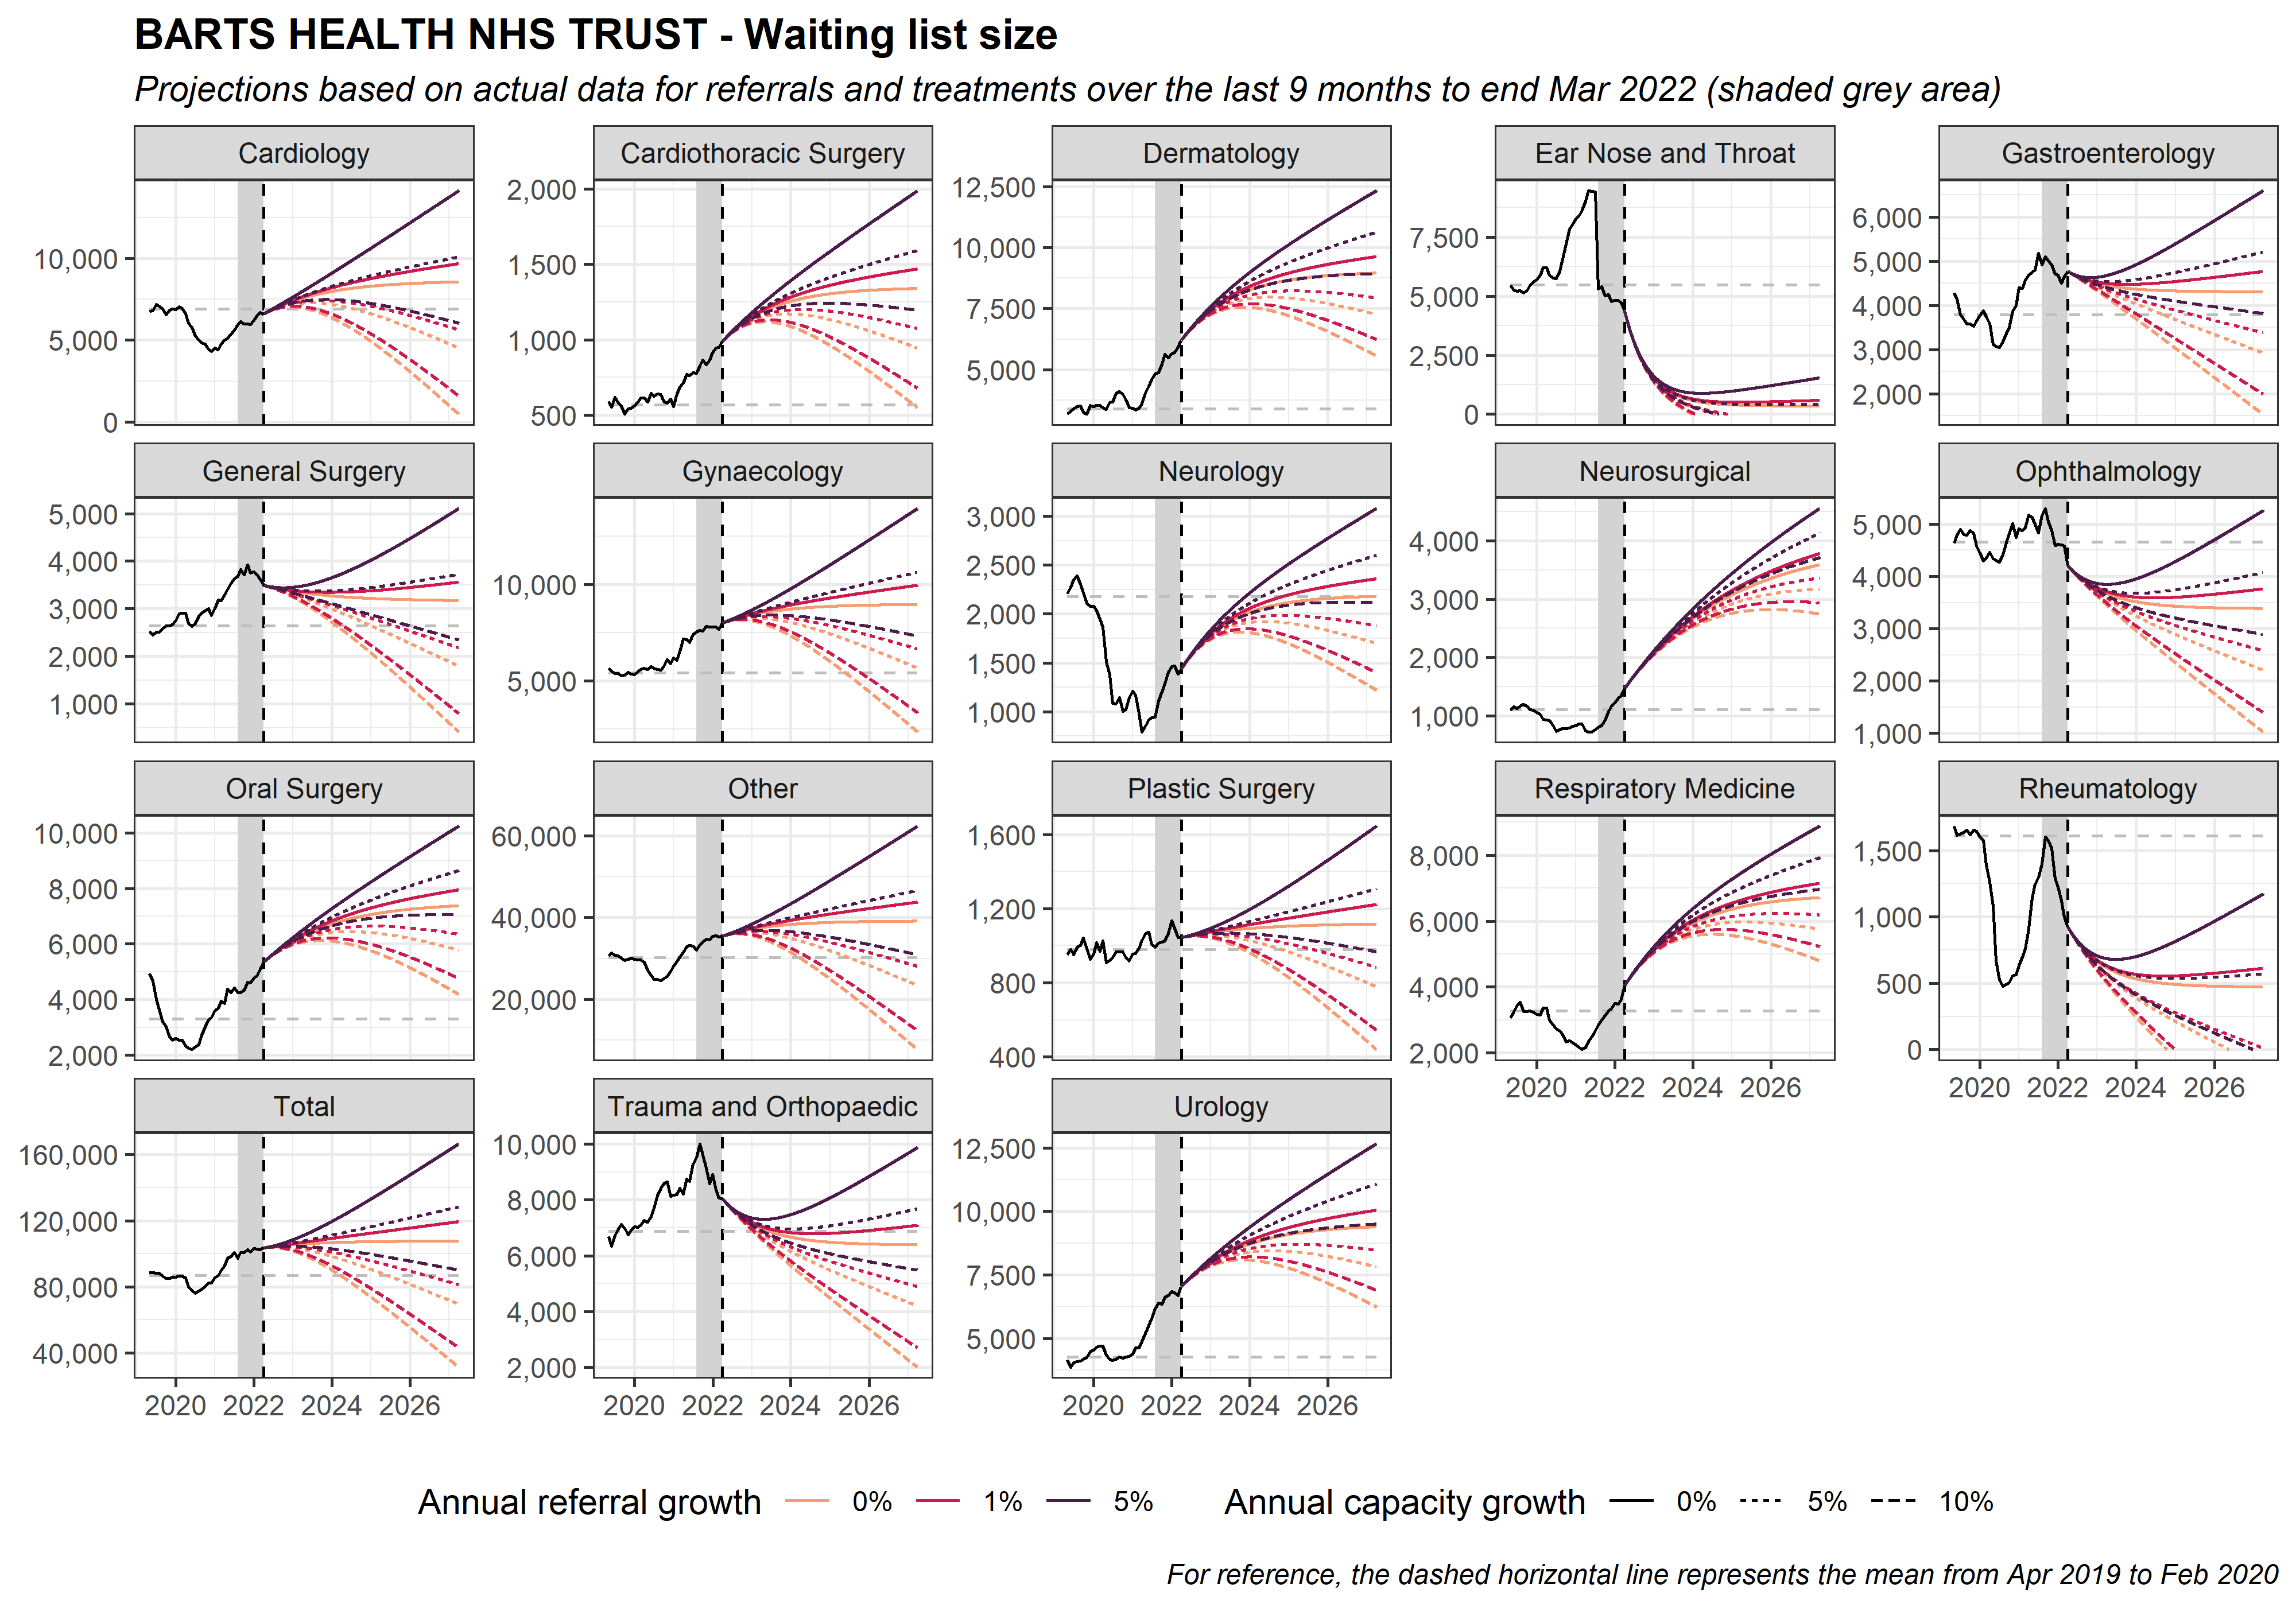 BARTS HEALTH NHS TRUST - Waiting list size
Projections based on actual data for referrals and treatments over the last 9 months to end Mar 2022 (shaded grey area)
Cardiology
10,000
5,000
0
Cardiothoracic Surgery
2,000
1,500
1,000
500
Dermatology
12,500
10,000
7,500
5,000
Ear Nose and Throat
7,500
5,000
2,500
0
Gastroenterology
6,000
5,000
4,000
3,000
2,000
General Surgery
5,000
4,000
3,000
2,000
1,000
Gynaecology
10,000
5,000
Neurology
3,000
2,500
2,000
1,500
1,000
Neurosurgical
4,000
3,000
2,000
1,000
Ophthalmology
5,000
4,000
3,000
2,000
1,000
Oral Surgery
10,000
8,000
6,000
4,000
2,000
Other
60,000
40,000
20,000
Plastic Surgery
1,600
1,200
800
400
Respiratory Medicine
8,000
6,000
4,000
2,000
2020 2022 2024 2026
Rheumatology
1,500
1,000
500
0
2020 2022 2024 2026
Total
160,000
120,000
80,000
40,000
2020 2022 2024 2026
Trauma and Orthopaedic
10,000
8,000
6,000
4,000
2,000
2020 2022 2024 2026
Urology
12,500
10,000
7,500
5,000
2020 2022 2024 2026
Annual referral growth 0% 1% 5% Annual capacity growth 0% 5% 10%
For reference, the dashed horizontal line represents the mean from Apr 2019 to Feb 2020